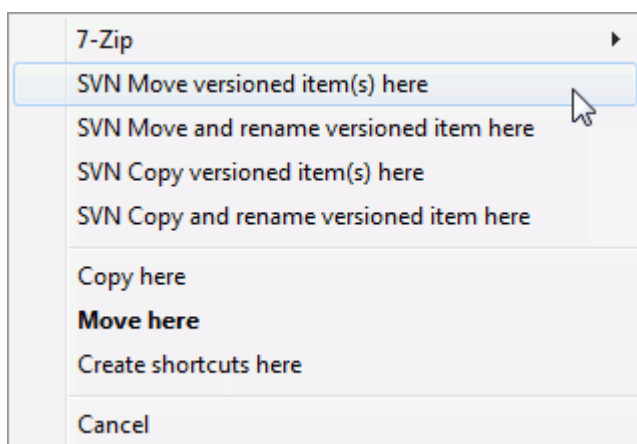 7-Zip
SVN Move versioned item(s) here
SVN Move and rename versioned item here
SVN Copy versioned item(s) here
SVN Copy and rename versioned item here
Copy here
Move here
Create shortcuts here
Cancel